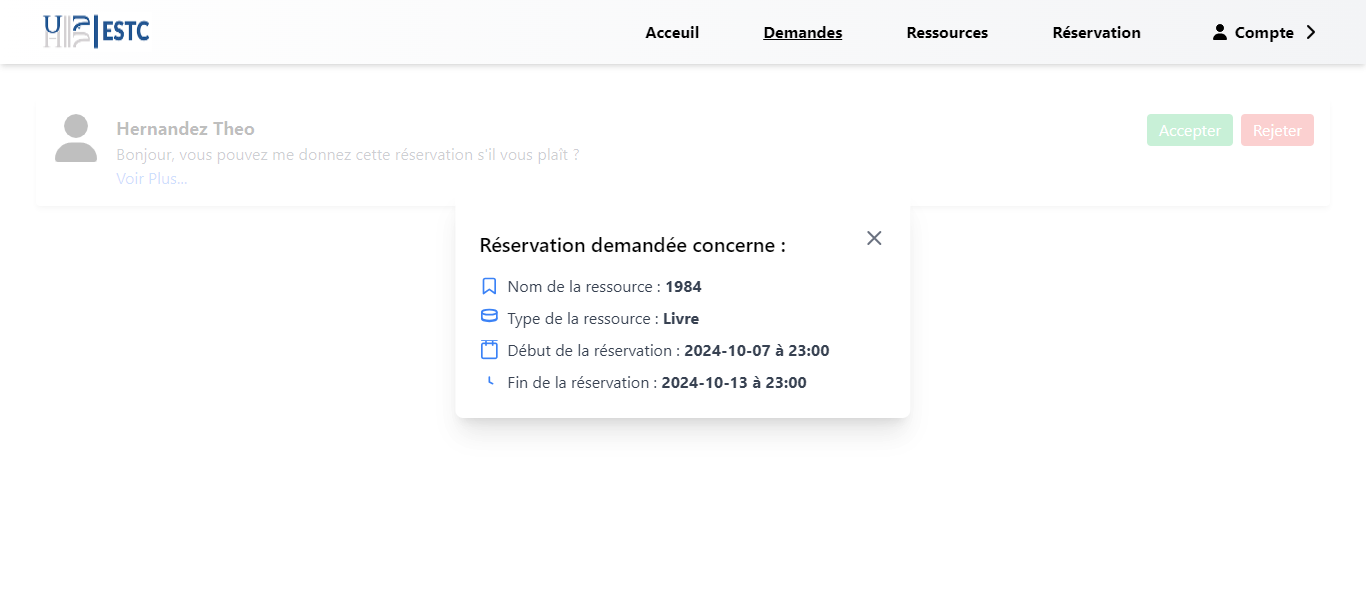 UH2 ESTC
Acceuil Demandes Ressources Réservation Compte
Hernandez Theo
Bonjour, vous pouvez me donnez cette réservation s'il vous plaît ?
Voir Plus...
Accepter Rejeter
Réservation demandée concerne :
Nom de la ressource : 1984
Type de la ressource : Livre
Début de la réservation : 2024-10-07 à 23:00
Fin de la réservation : 2024-10-13 à 23:00